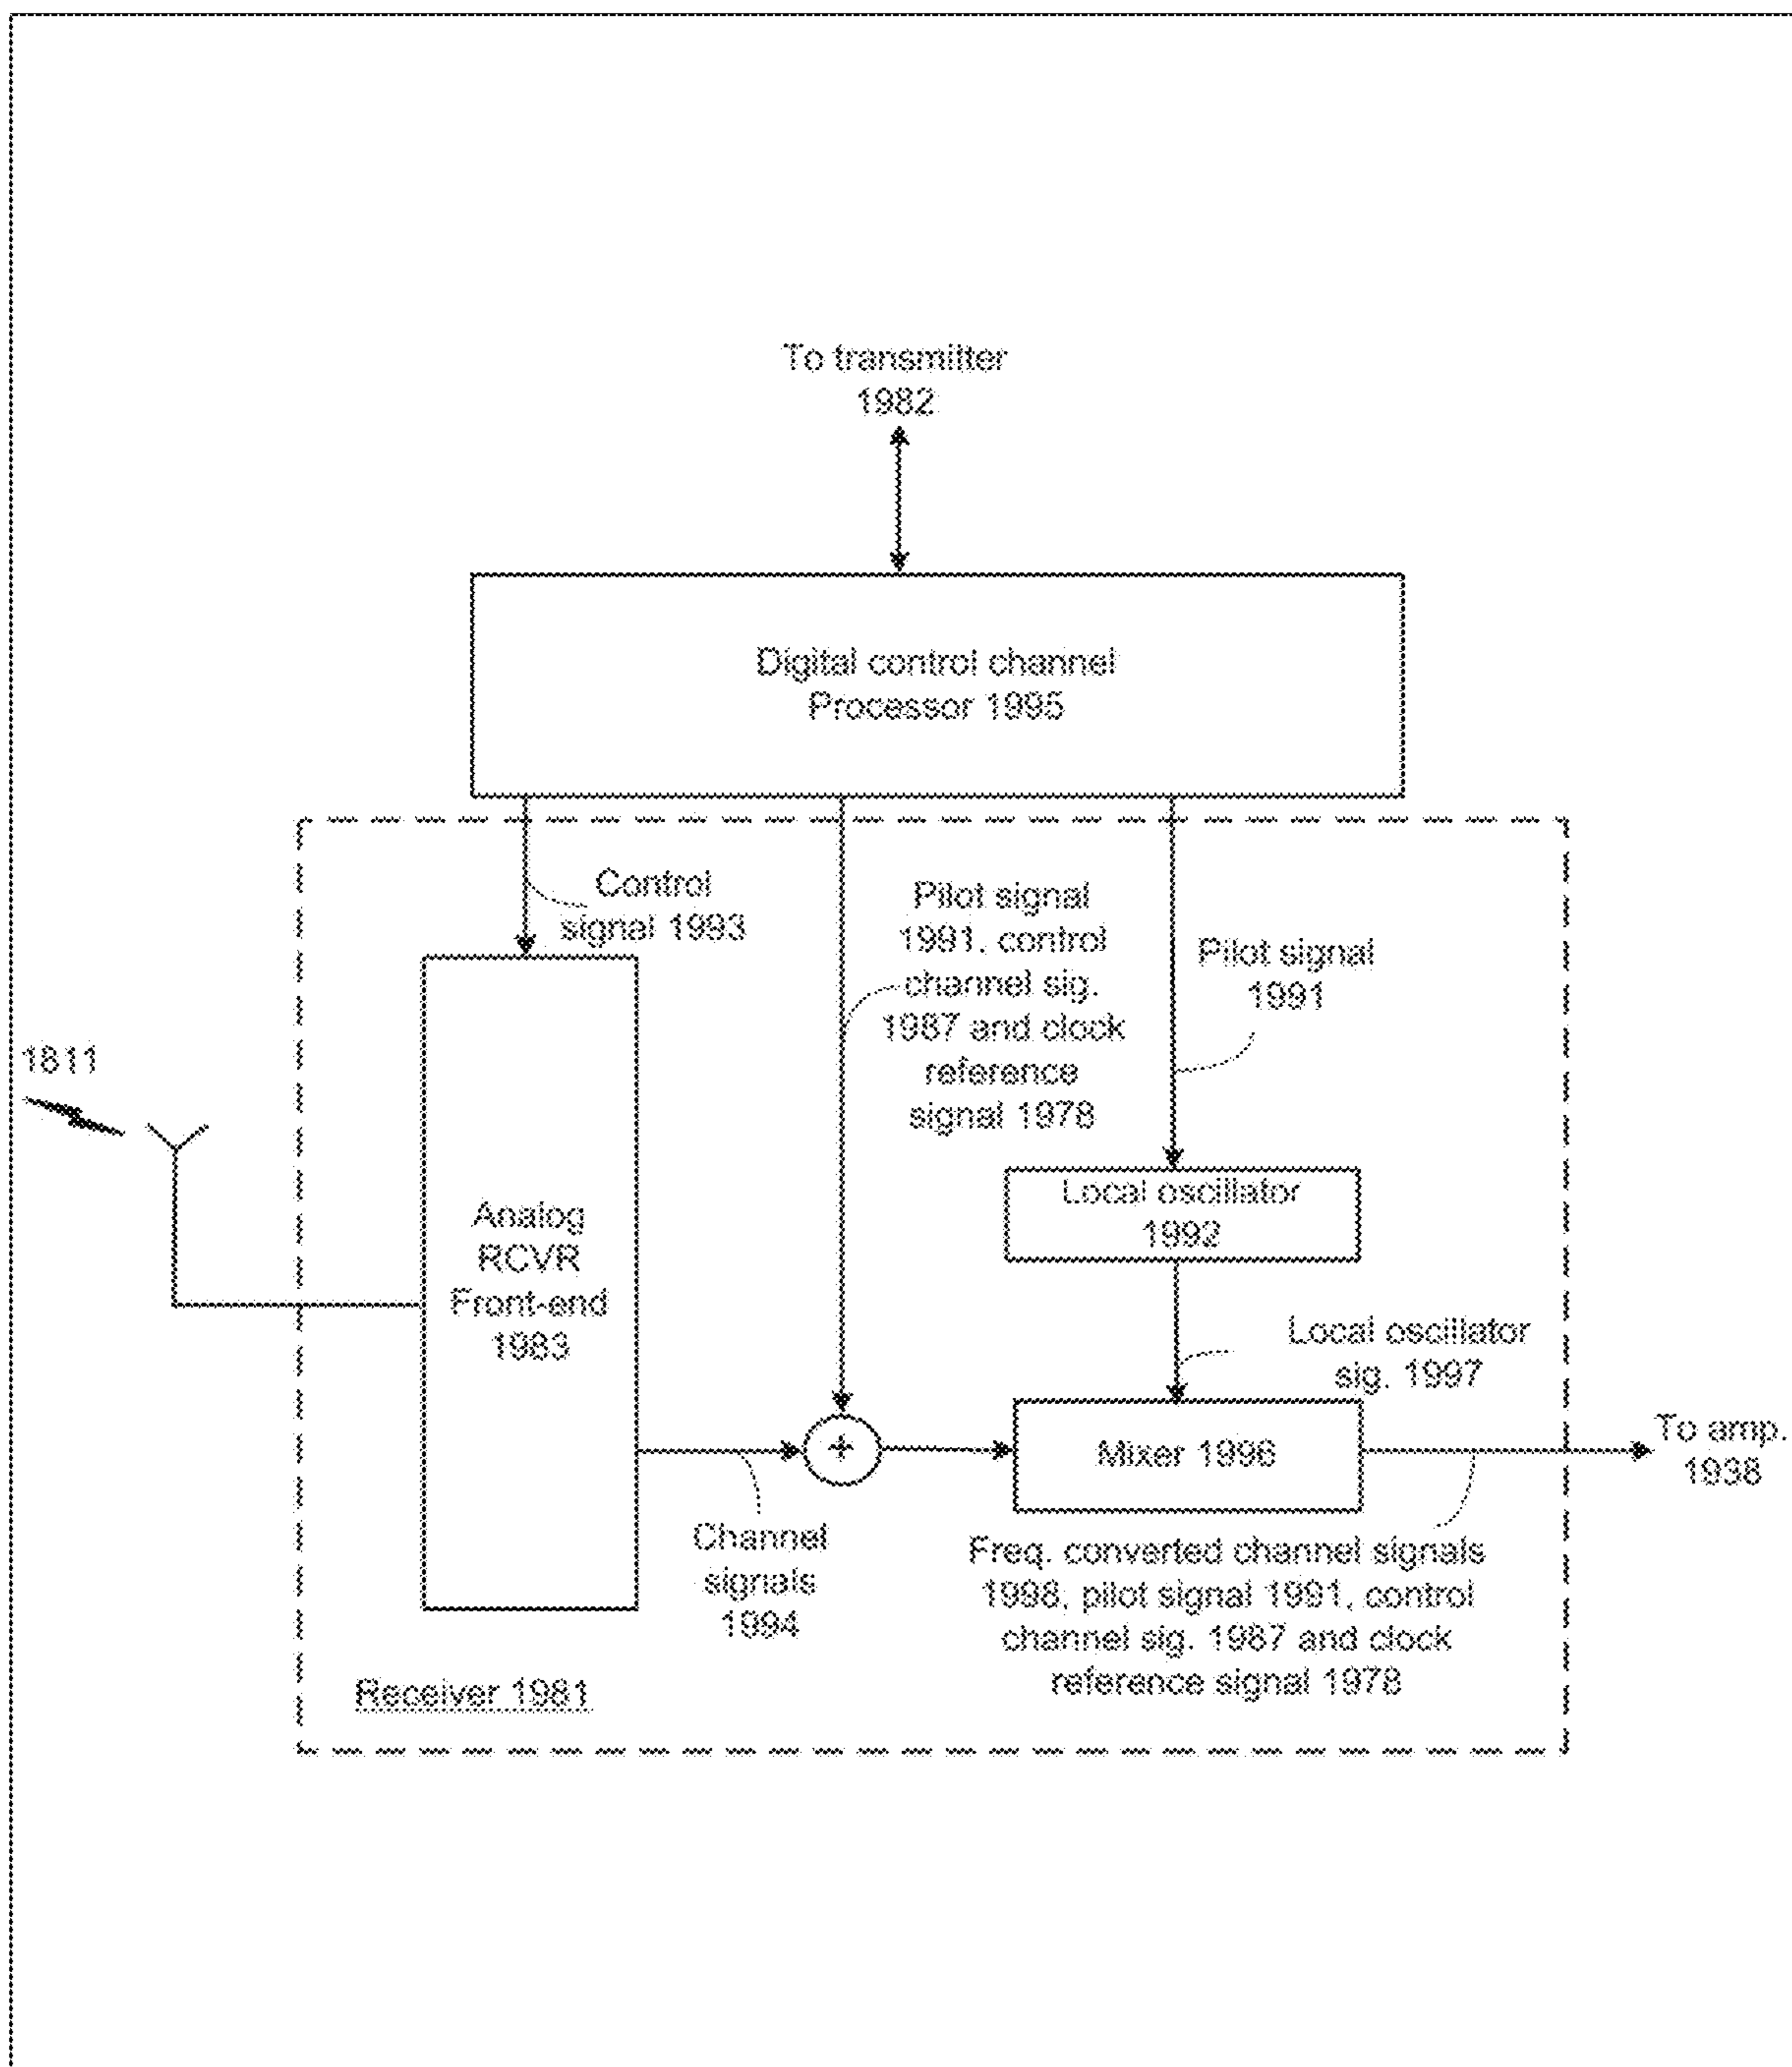 To transmitter
1982
Digital control channel
Processor 1995
Control
signal 1993
Pilot signal
1991, control
channel sig.
1987 and clock
reference
signal 1978
Pilot signal
1991
1811
Local oscillator
1992
Analog
RCVR
Front-end
1983
Local oscillator
sig. 1997
+
Mixer 1996
To amp.
1938
Channel
signals
1994
Freq. converted channel signals
1998, pilot signal 1991, control
channel sig. 1987 and clock
reference signal 1978
Receiver 1981